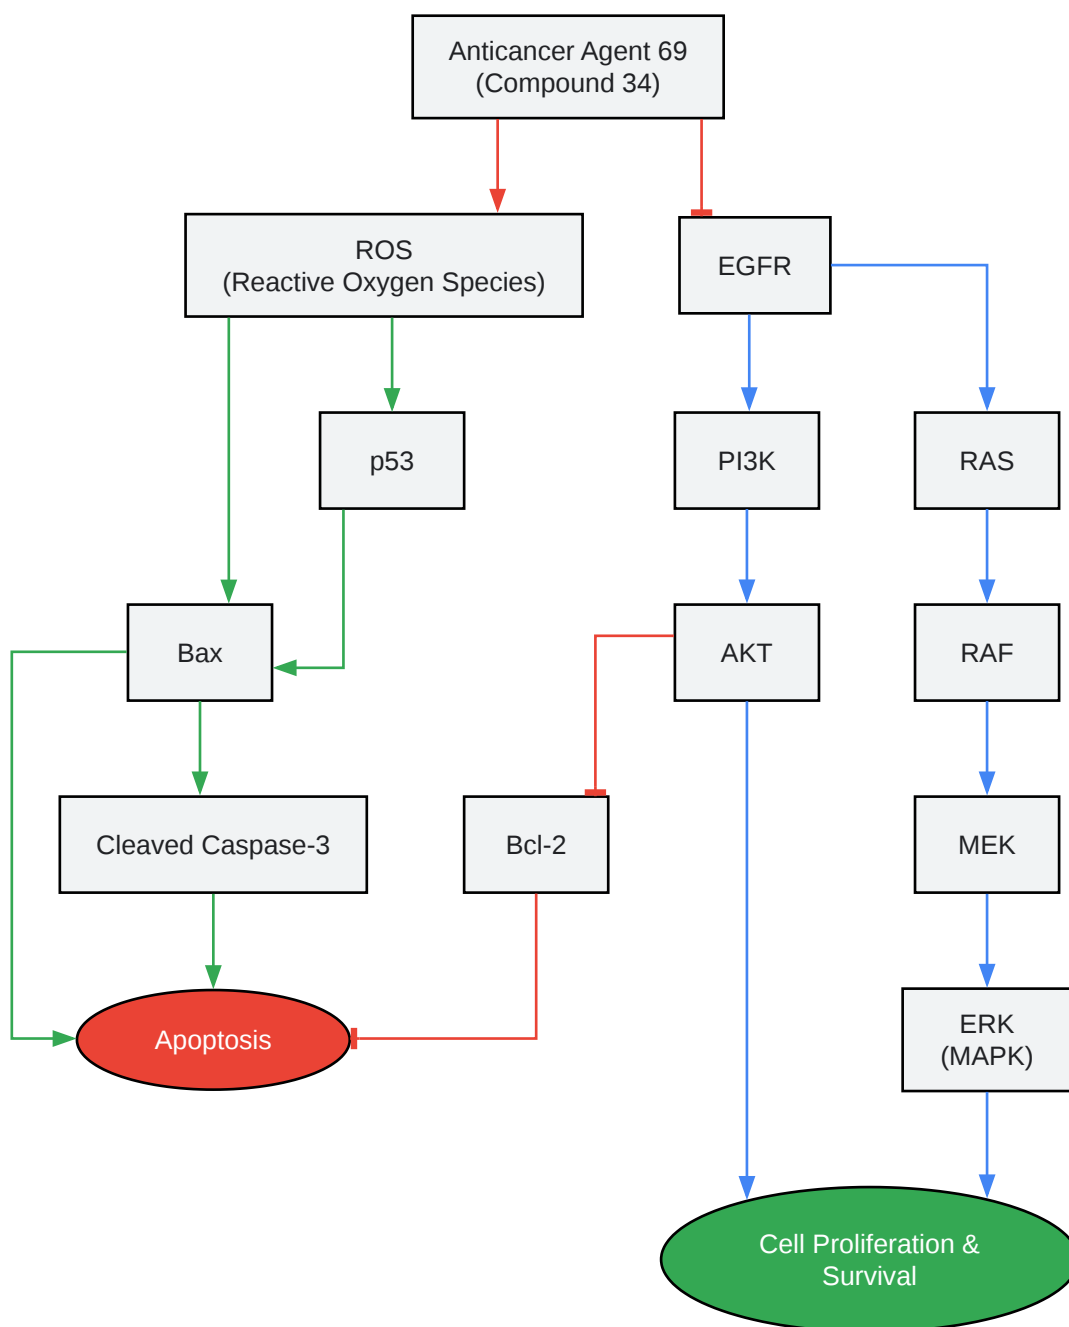 Anticancer Agent 69
(Compound 34)
ROS
(Reactive Oxygen Species)
EGFR
p53
PI3K
RAS
Bax
AKT
RAF
Cleaved Caspase-3
Bcl-2
MEK
Apoptosis
ERK
(MAPK)
Cell Proliferation &
Survival